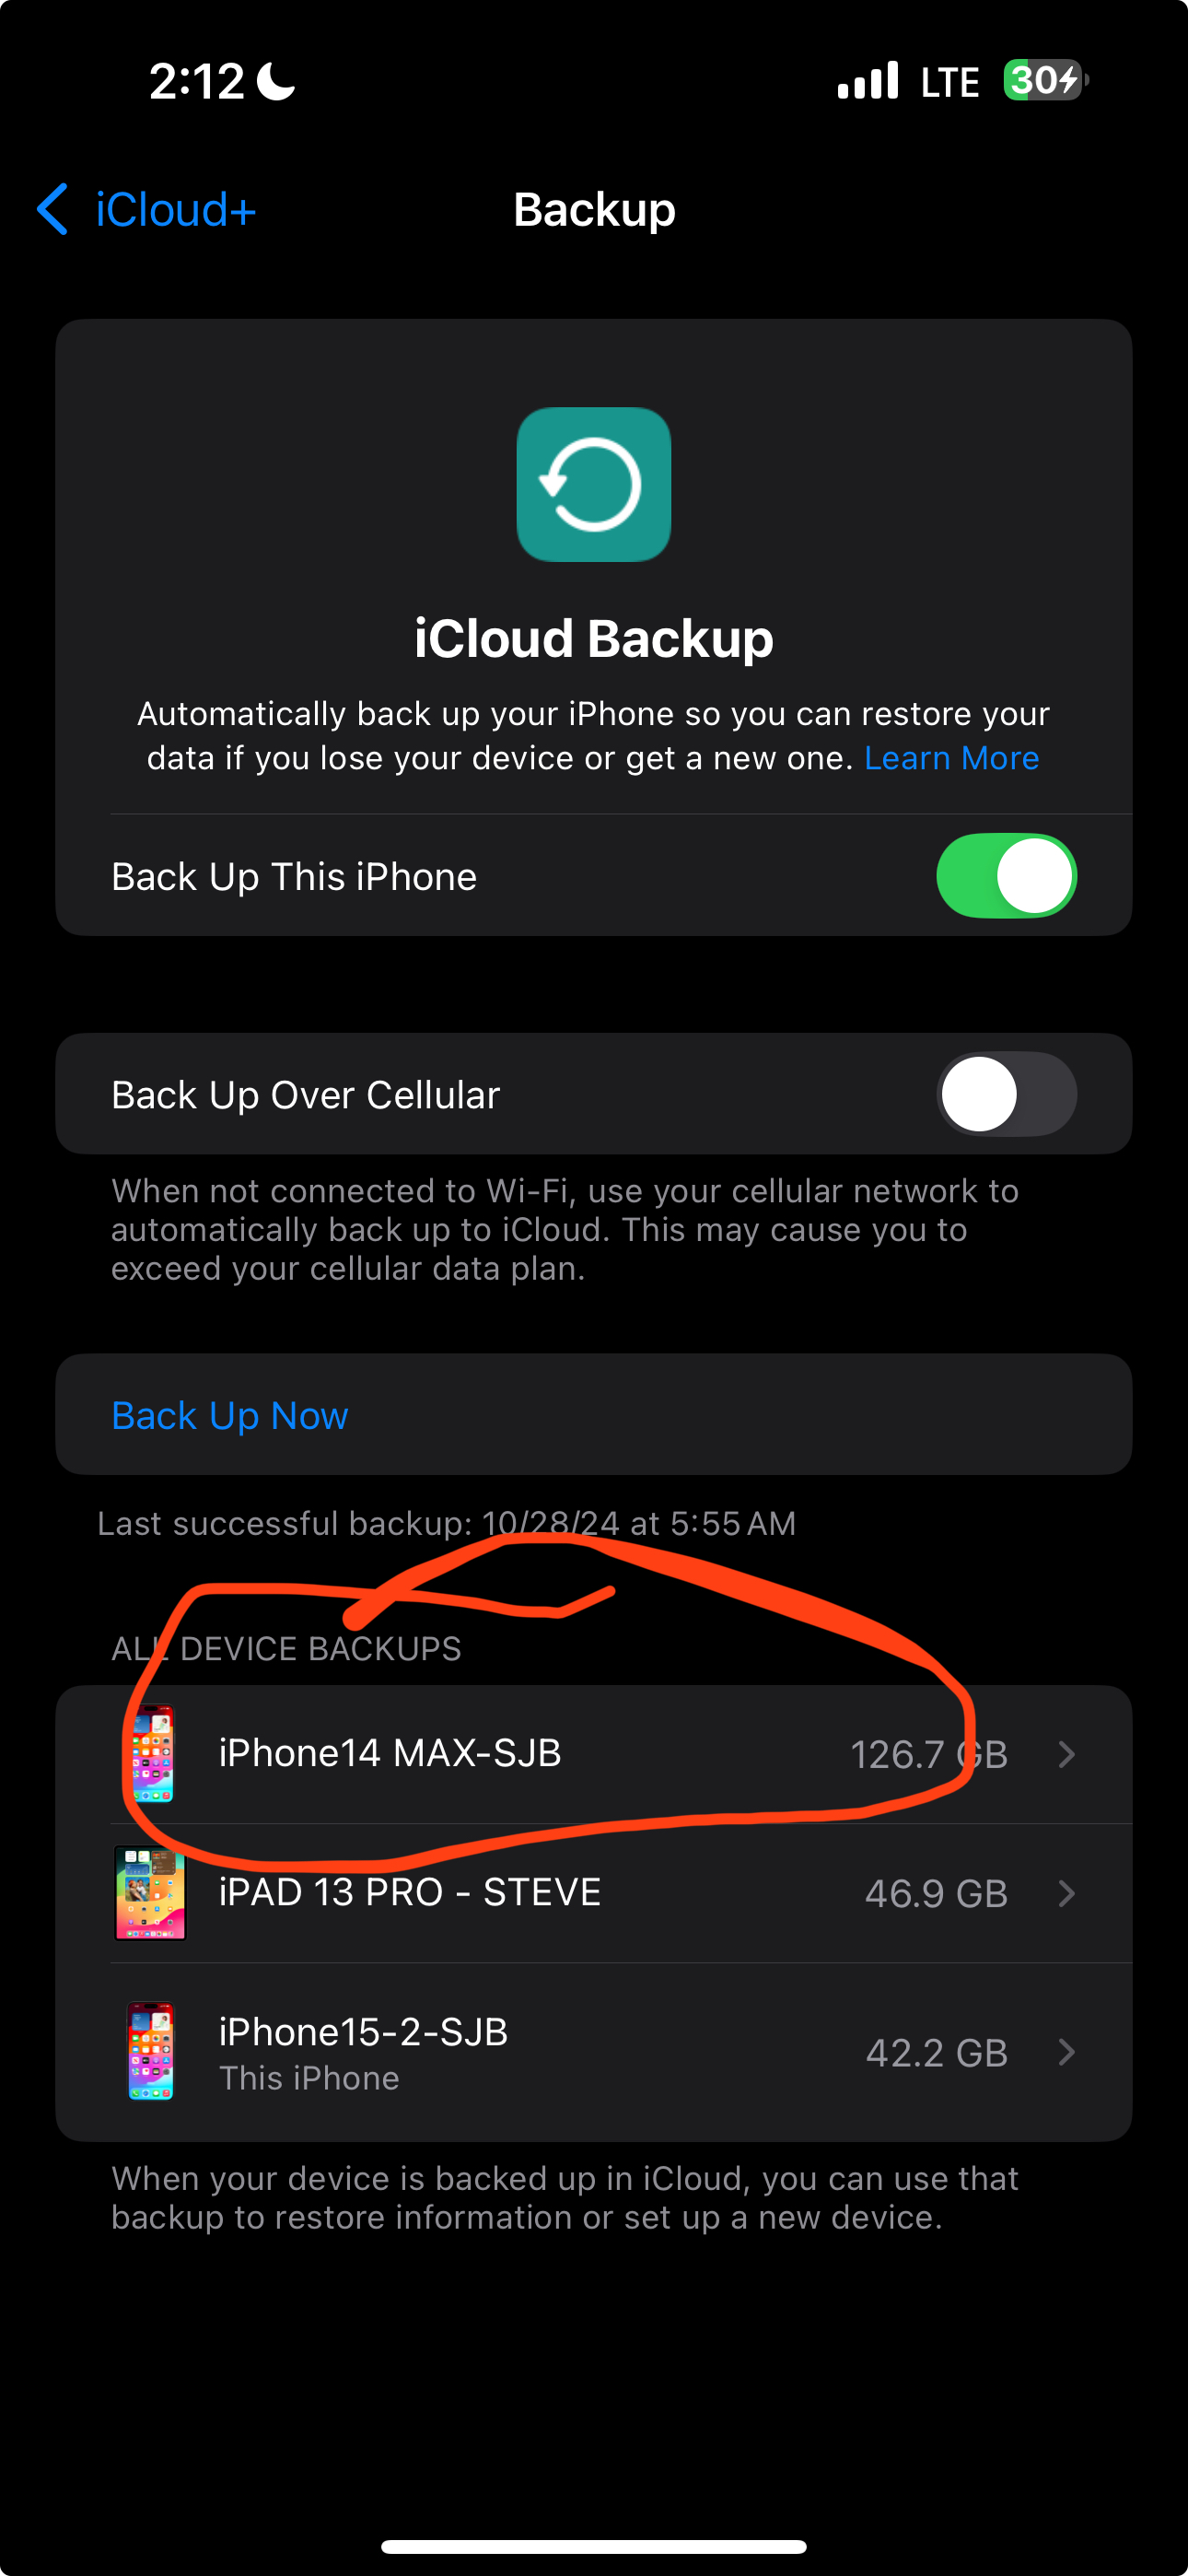 2:12
LTE
30
iCloud+
Backup
iCloud Backup
Automatically back up your iPhone so you can restore your
data if you lose your device or get a new one. Learn More
Back Up This iPhone
Back Up Over Cellular
When not connected to Wi-Fi, use your cellular network to
automatically back up to iCloud. This may cause you to
exceed your cellular data plan.
Back Up Now
Last successful backup: 10/28/24 at 5:55 AM
ALL DEVICE BACKUPS
iPhone14 MAX-SJB
126.7 GB
iPAD 13 PRO - STEVE
46.9 GB
iPhone15-2-SJB
This iPhone
42.2 GB
When your device is backed up in iCloud, you can use that
backup to restore information or set up a new device.